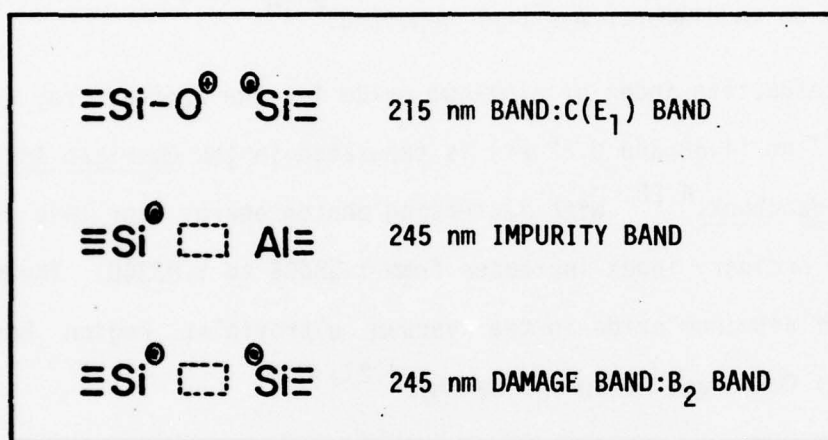 ≡Si-O⊕ Si≡ 215 nm BAND:C(E₁) BAND
≡Si Al≡ 245 nm IMPURITY BAND
≡Si Si≡ 245 nm DAMAGE BAND:B₂ BAND